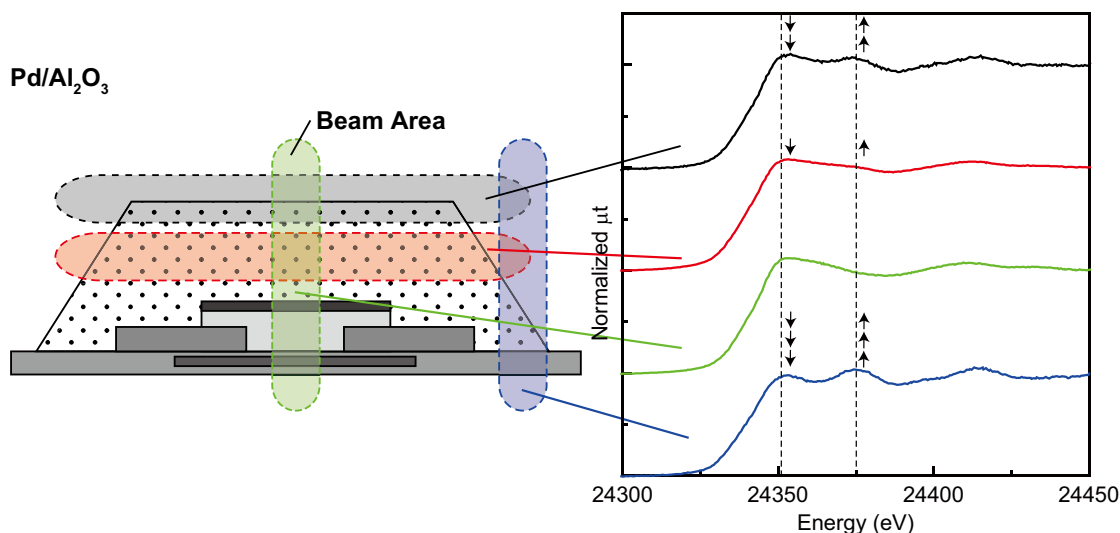 Pd/Al₂O₃
Beam Area
Normalized μt
24300
24350
24400
24450
Energy (eV)